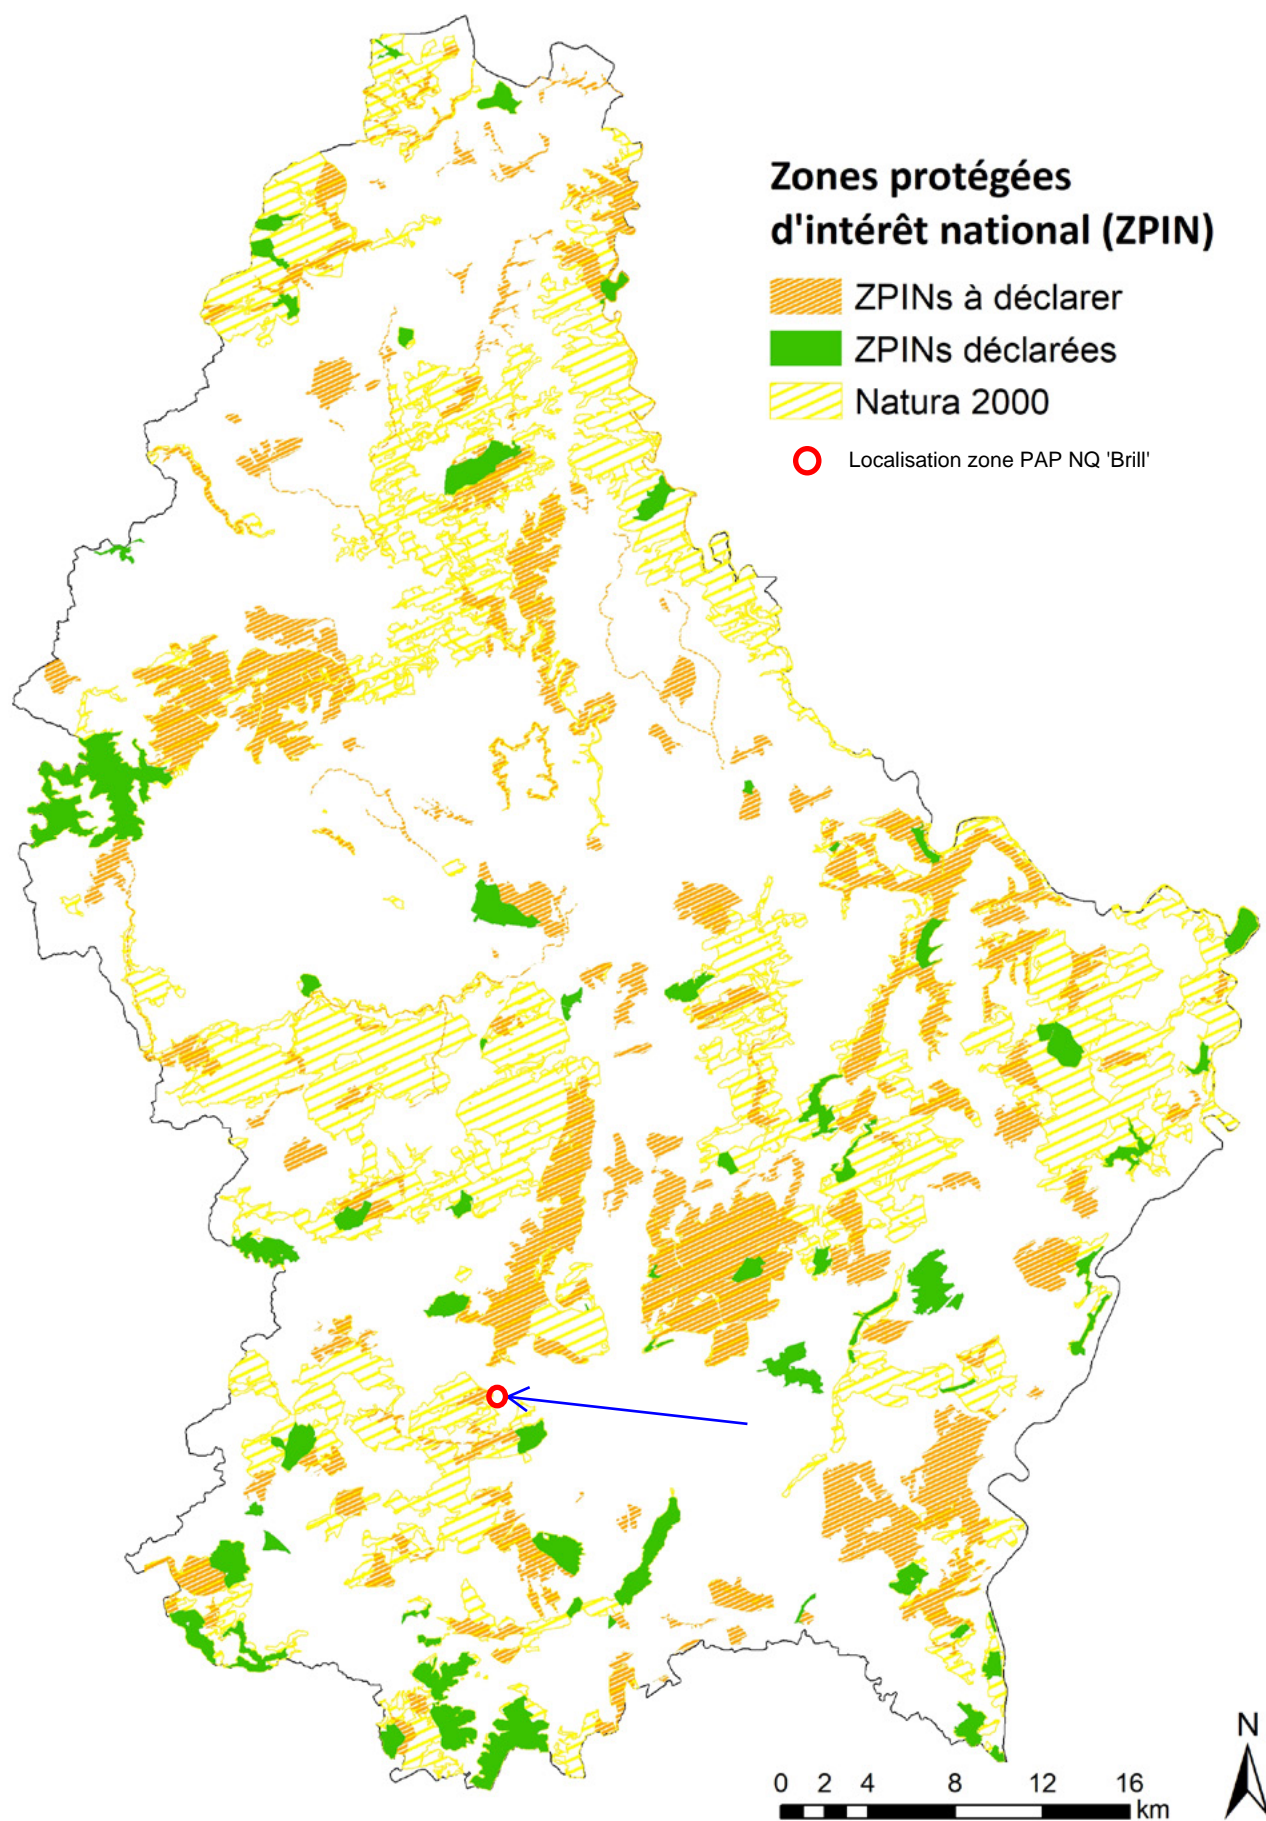 Zones protégées
d'intérêt national (ZPIN)
ZPINs à déclarer
ZPINs déclarées
Natura 2000
Localisation zone PAP NQ 'Brill'
N
0 2 4 8 12 16
km